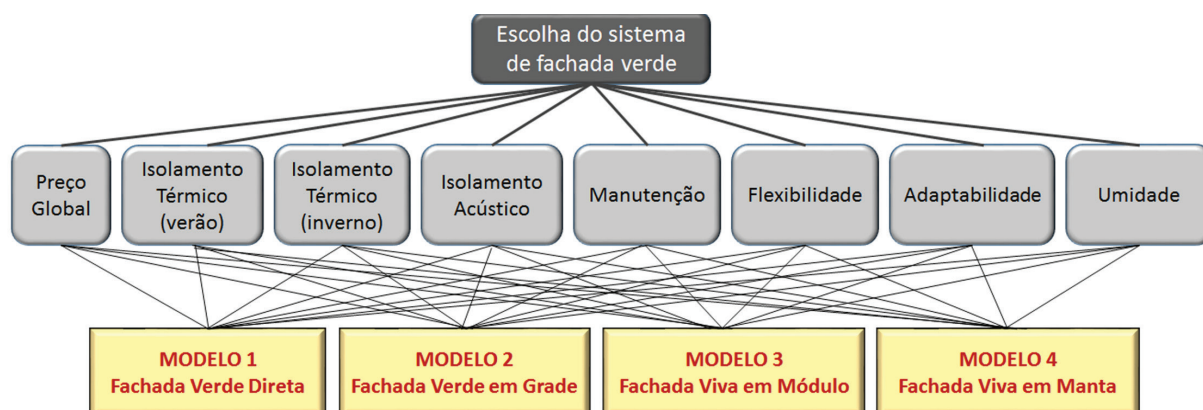 Escolha do sistema
de fachada verde
Preço
Global
Isolamento
Térmico
(verão)
Isolamento
Térmico
(inverno)
Isolamento
Acústico
Manutenção
Flexibilidade
Adaptabilidade
Umidade
MODELO 1
Fachada Verde Direta
MODELO 2
Fachada Verde em Grade
MODELO 3
Fachada Viva em Módulo
MODELO 4
Fachada Viva em Manta